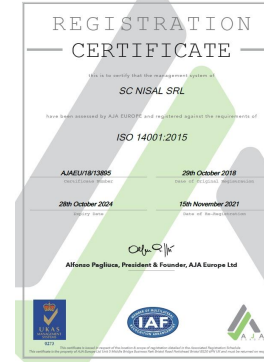 REGISTRATION
CERTIFICATE
this is to certify that the management system of
SC NISAL SRL
have been assessed by AJA EUROPE and registered against the requirements of
ISO 14001:2015
AJAEU/18/13895
29th October 2018
Certificate Number
Date of Original Registration
28th October 2024
15th November 2021
Expiry Date
Date of Re-Registration
Alfonso Pagliuca, President & Founder, AJA Europe Ltd
UKAS
MANAGEMENT
SYSTEMS
IAF
AJA